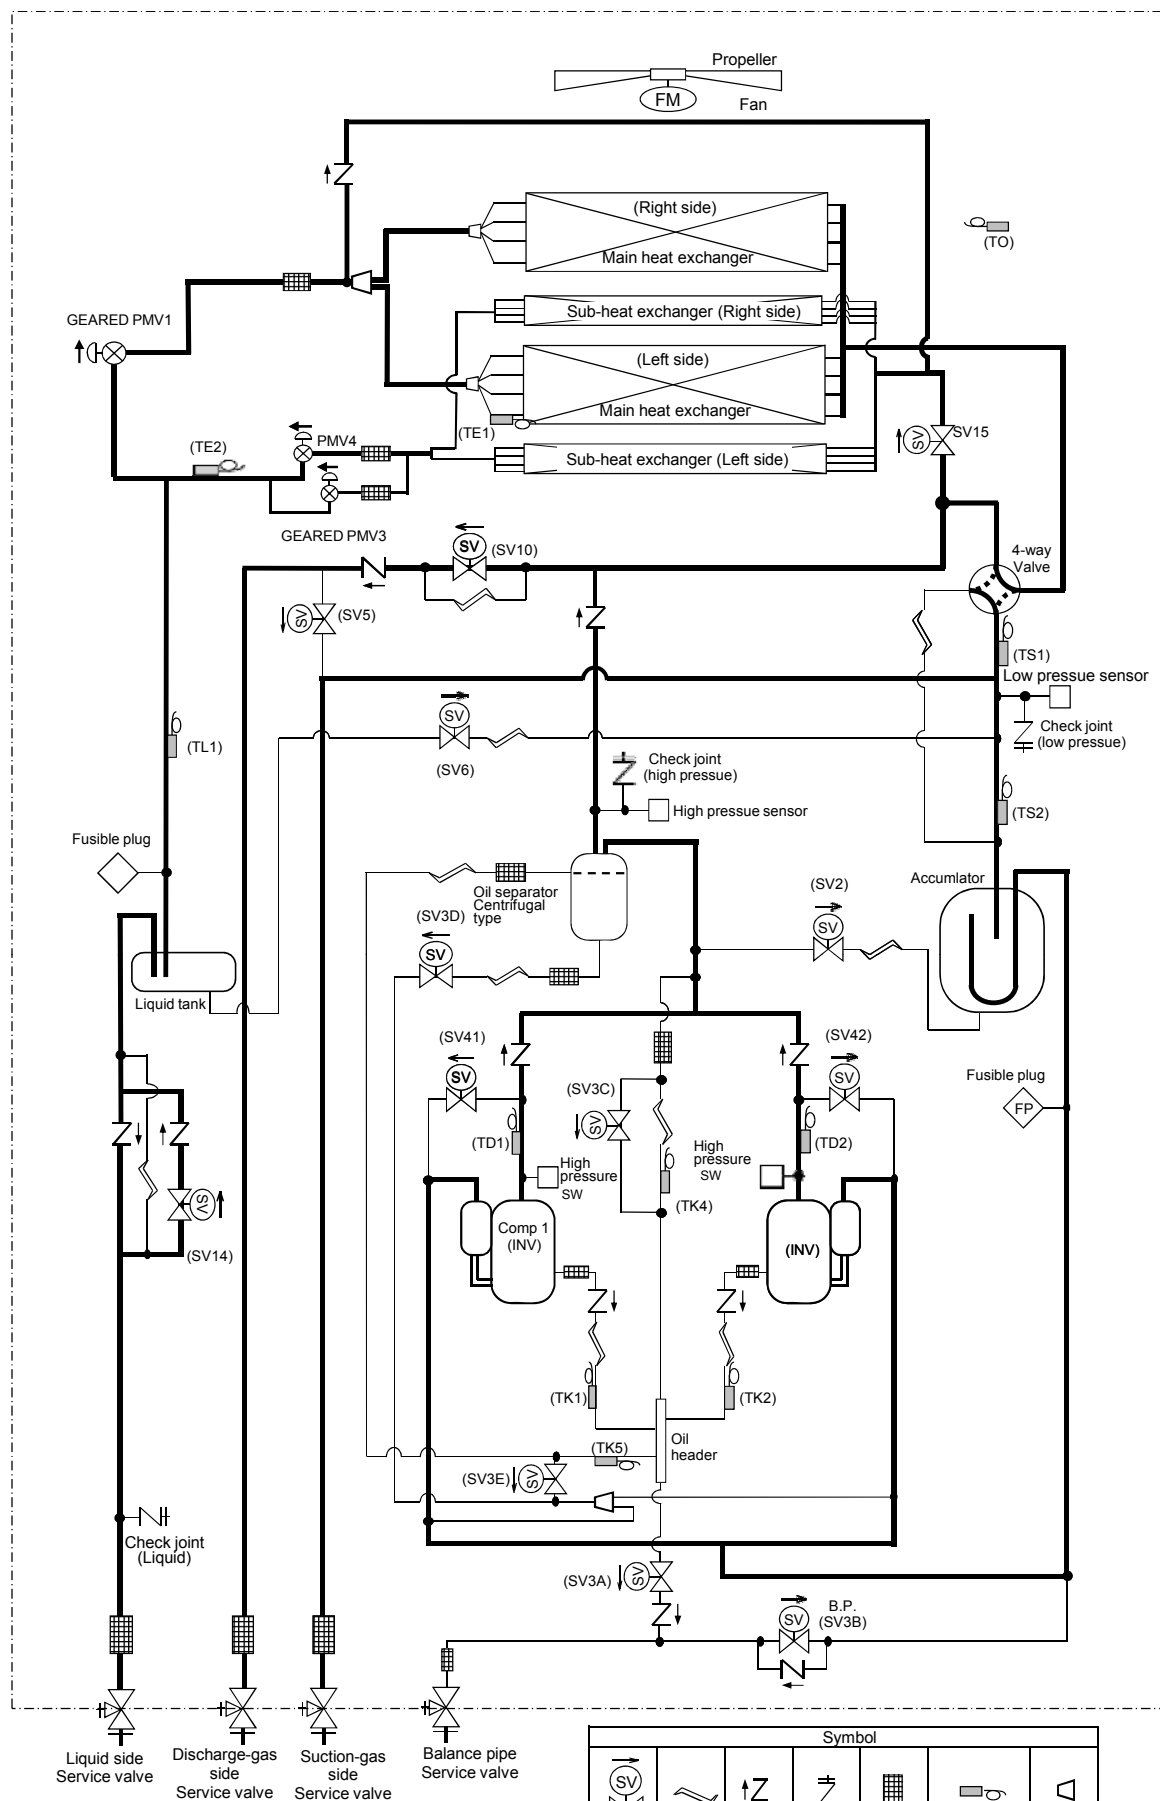 Propeller
FM
Fan
(Right side)
Main heat exchanger
(TO)
GEARED PMV1
Sub-heat exchanger (Right side)
(Left side)
Main heat exchanger
(TE1)
SV
SV15
(TE2)
PMV4
Sub-heat exchanger (Left side)
GEARED PMV3
SV
(SV10)
4-way
Valve
SV
(SV5)
(TS1)
Low pressue sensor
SV
(SV6)
(TL1)
Check joint
(low pressue)
Check joint
(high pressue)
High pressue sensor
(TS2)
Fusible plug
Oil separator
Centrifugal
type
(SV2)
SV
Accumlator
(SV3D)
SV
Liquid tank
(SV41)
SV
(SV42)
SV
(SV3C)
SV
Fusible plug
FP
(TD1)
(TD2)
High
pressure
SW
High
pressure
SW
(TK4)
SV
(SV14)
Comp 1
(INV)
(INV)
(TK1)
(TK2)
Oil
header
(TK5)
(SV3E)
SV
Check joint
(Liquid)
(SV3A)
SV
B.P.
(SV3B)
SV
Liquid side
Service valve
Discharge-gas
side
Service valve
Suction-gas
side
Service valve
Balance pipe
Service valve
Symbol
SV